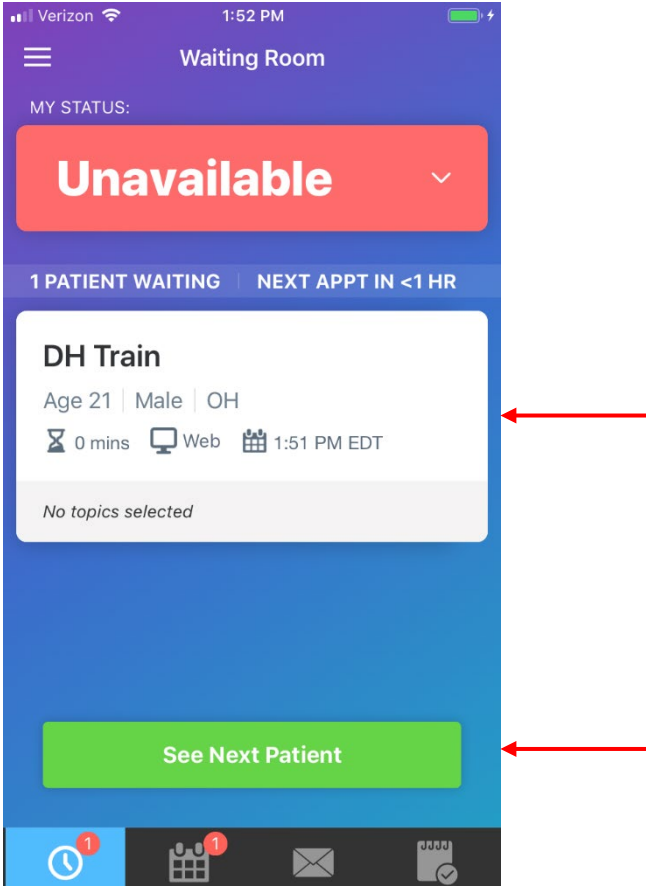 Verizon 1:52 PM
Waiting Room
MY STATUS:
Unavailable
1 PATIENT WAITING NEXT APPT IN <1 HR
DH Train
Age 21 Male OH
0 mins Web 1:51 PM EDT
No topics selected
See Next Patient
1 1